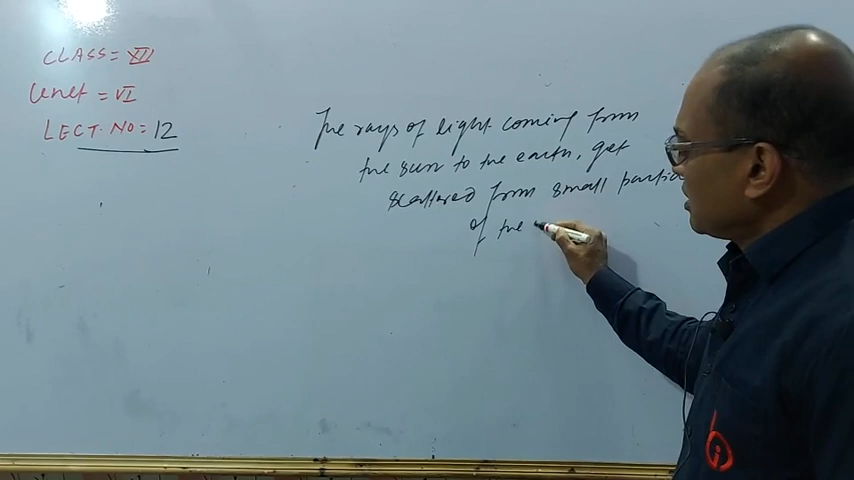 CLASS = XII
Unit = VI
LECT. NO = 12
The rays of light coming from
the sun to the earth, get
scattered from small partic
of the